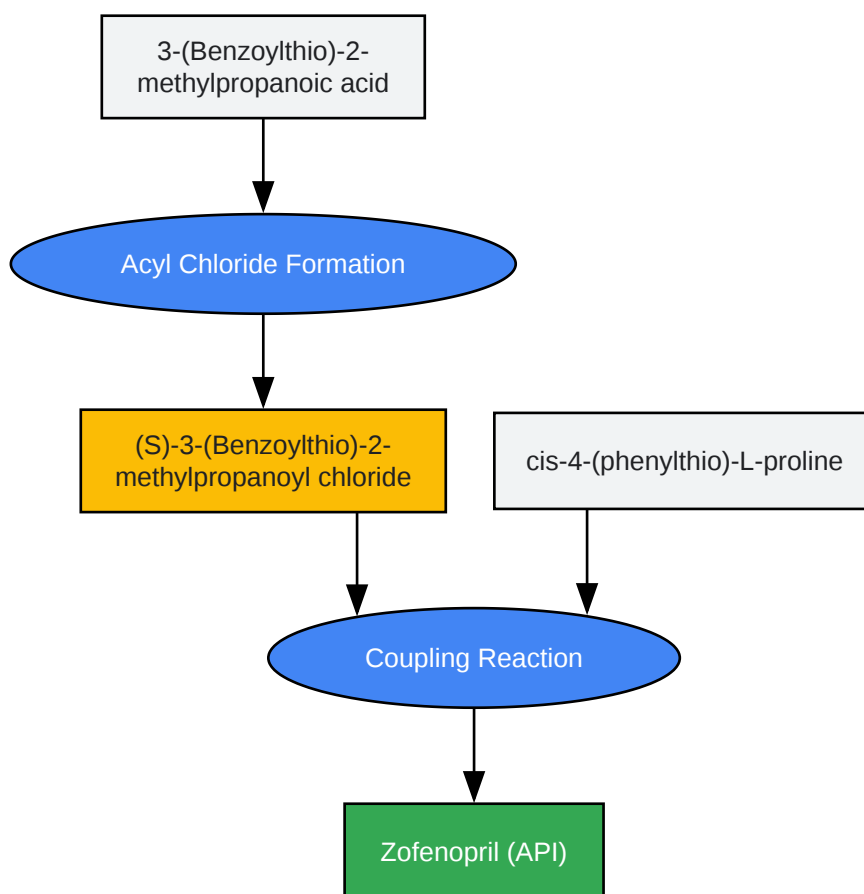 3-(Benzoylthio)-2-
methylpropanoic acid
Acyl Chloride Formation
(S)-3-(Benzoylthio)-2-
methylpropanoyl chloride
cis-4-(phenylthio)-L-proline
Coupling Reaction
Zofenopril (API)